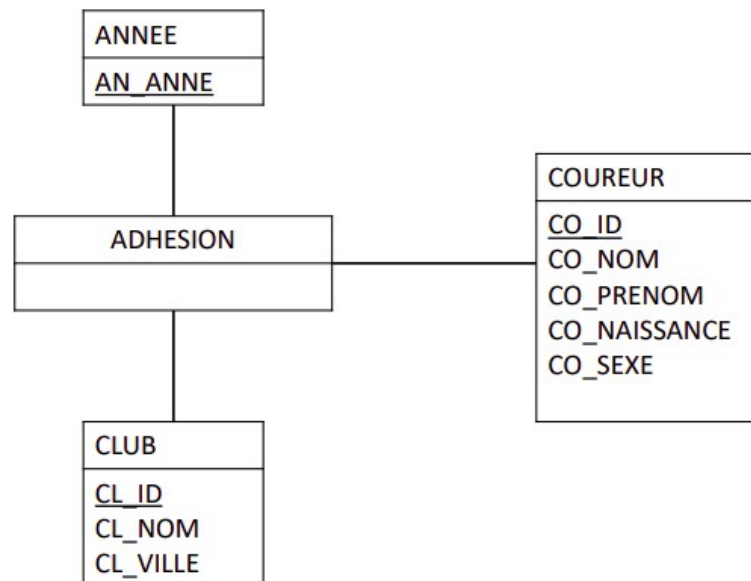 ANNEE
AN_ANNE
ADHESION
COUREUR
CO_ID
CO_NOM
CO_PRENOM
CO_NAISSANCE
CO_SEXE
CLUB
CL_ID
CL_NOM
CL_VILLE